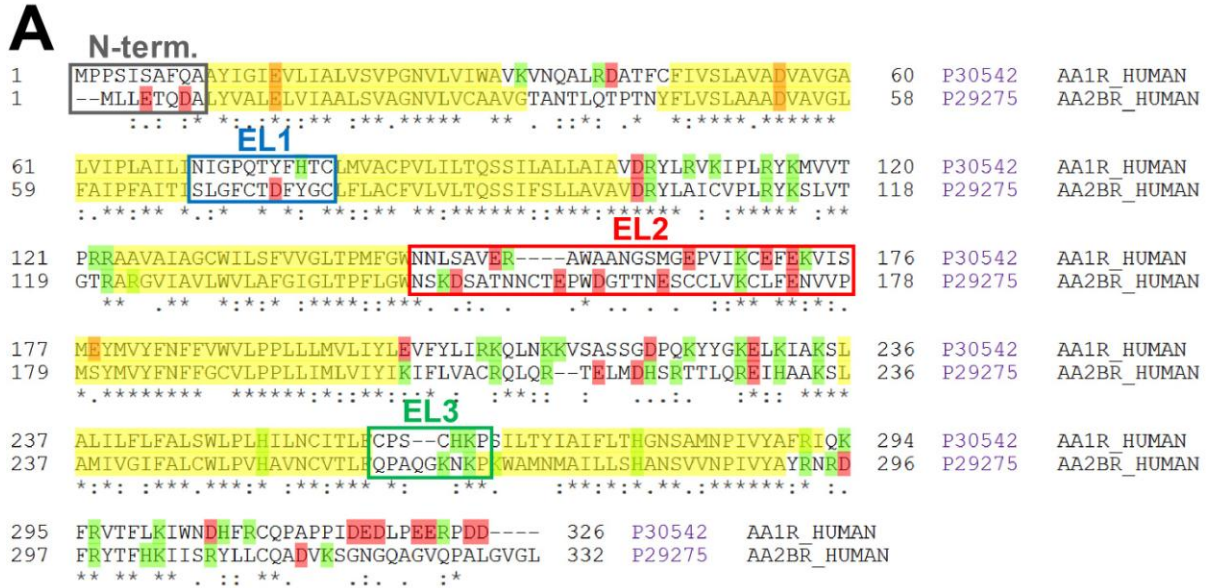 A
N-term.
1 MPPSISAFQAAYIGIEVLIALVSVPGNVLVIWAVKVNQALRDATFCFIVSLAVADVAVGA 60 P30542 AA1R_HUMAN
1 --MLLETQDALYVALELVIAALSVAGNVLVCAAVGTANTLQTPTNYFLVSLAAADVAVGL 58 P29275 AA2BR_HUMAN
:.: :* *:.:*::** :** ***** ** . ::*: .* *:*****.******
EL1
61 LVIPLAILINIGPQTYFHTCLMVACPVLILTQSSILALLAIAVDRYLRVKIPLRYKMVVT 120 P30542 AA1R_HUMAN
59 FAIPFAITISLGFCTDFYGCLFLACFVLVLTQSSIFSLLAVAVDRYLAICVPLRYKSLVT 118 P29275 AA2BR_HUMAN
:.**:** *.:* * *: **::** **:******::***:****** : :***** :**
EL2
121 PRRAAVAIAGCWILSFVVGLTPMFGWNNLSAVER----AWAANGSMGEPVIKCEFEKVIS 176 P30542 AA1R_HUMAN
119 GTRARGVIAVLWVLAFGIGLTPFLGWNSKDSATNNCTEPWDGTTNESCCLVKCLFENVVP 178 P29275 AA2BR_HUMAN
** .** *:*:* :****::***. .:. . * .. . ::** **:*:
177 MEYMVYFNFFVWVLPPLLLMVLIYLEVFYLIRKQLNKKVSASSGDPQKYYGKELKIAKSL 236 P30542 AA1R_HUMAN
179 MSYMVYFNFFGCVLPPLLIMLVIYIKIFLVACRQLQR--TELMDHSRTTLQREIHAAKSL 236 P29275 AA2BR_HUMAN
*.******** ******:*::**:::* : :**:: : ....: :*:: ****
EL3
237 ALILFLFALSWLPLHILNCITLFCPS--CHKPSILTYIAIFLTHGNSAMNPIVYAFRIQK 294 P30542 AA1R_HUMAN
237 AMIVGIFALCWLPVHAVNCVTLFQPAQGKNKPKWAMNMAILLSHANSVVNPIVYAYRNRD 296 P29275 AA2BR_HUMAN
*:*: :***.***:* :**:*** *: :**. :**:*:*.**.:******:* :.
295 FRVTFLKIWNDHFRCQPAPPIDEDLPEERPDD---- 326 P30542 AA1R_HUMAN
297 FRYTFHKIISRYLLCQADVKSGNGQAGVQPALGVGL 332 P29275 AA2BR_HUMAN
** ** ** . :: **. .:. . :*